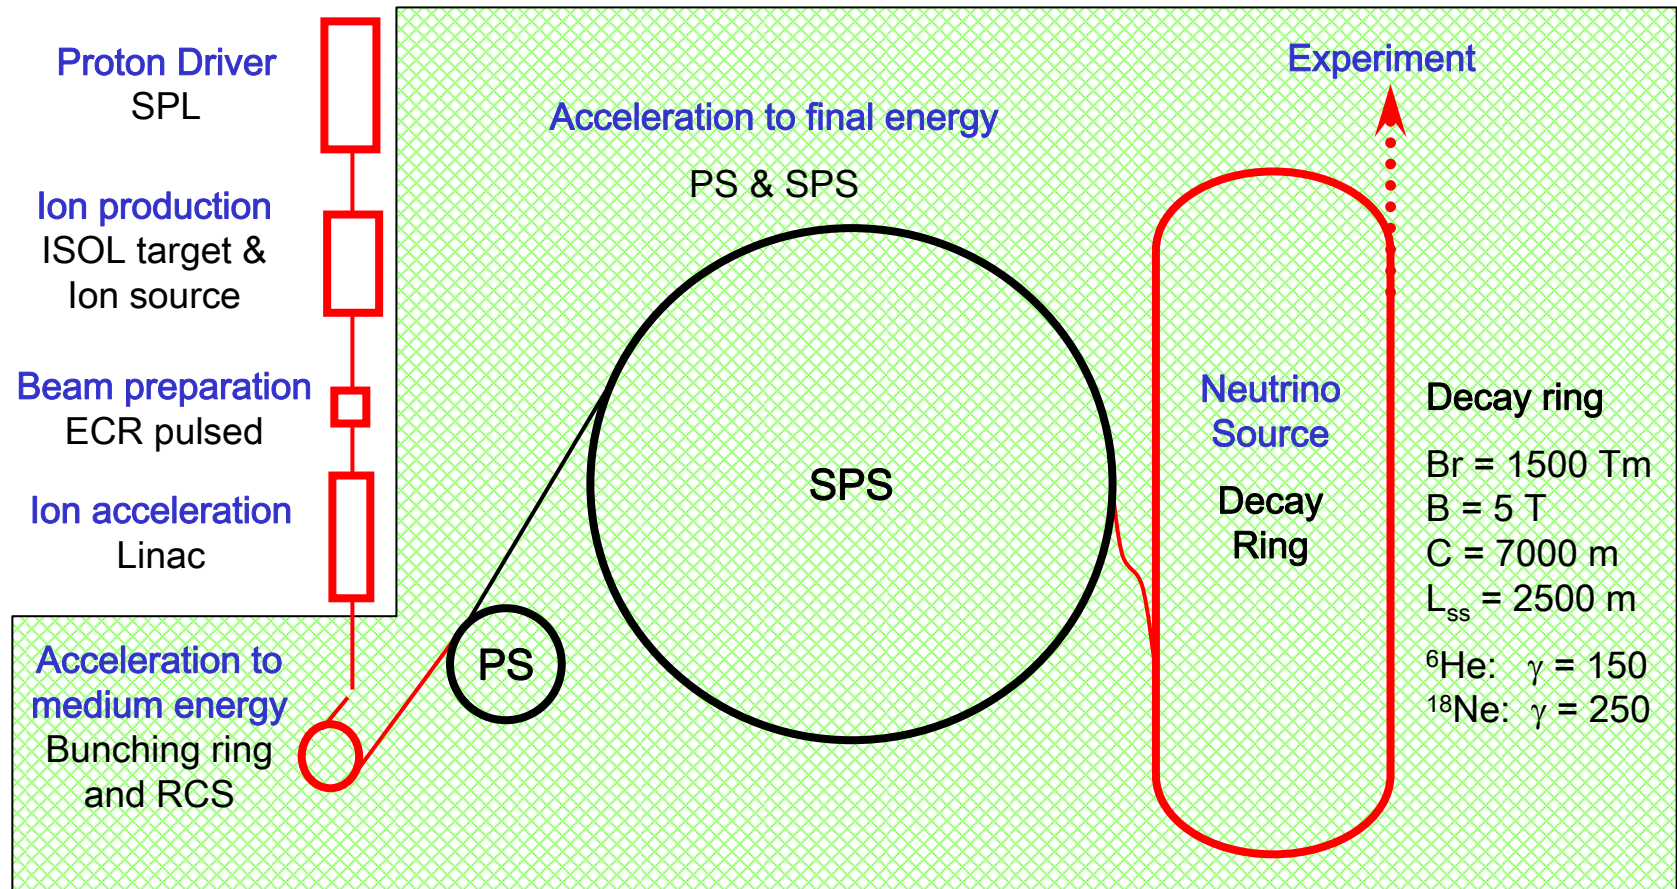 Proton Driver
SPL
Ion production
ISOL target &
Ion source
Beam preparation
ECR pulsed
Ion acceleration
Linac
Acceleration to
medium energy
Bunching ring
and RCS
Acceleration to final energy
PS & SPS
PS
SPS
Experiment
Neutrino
Source
Decay
Ring
Decay ring
Br = 1500 Tm
B = 5 T
C = 7000 m
Lss = 2500 m
⁶He: γ = 150
¹⁸Ne: γ = 250